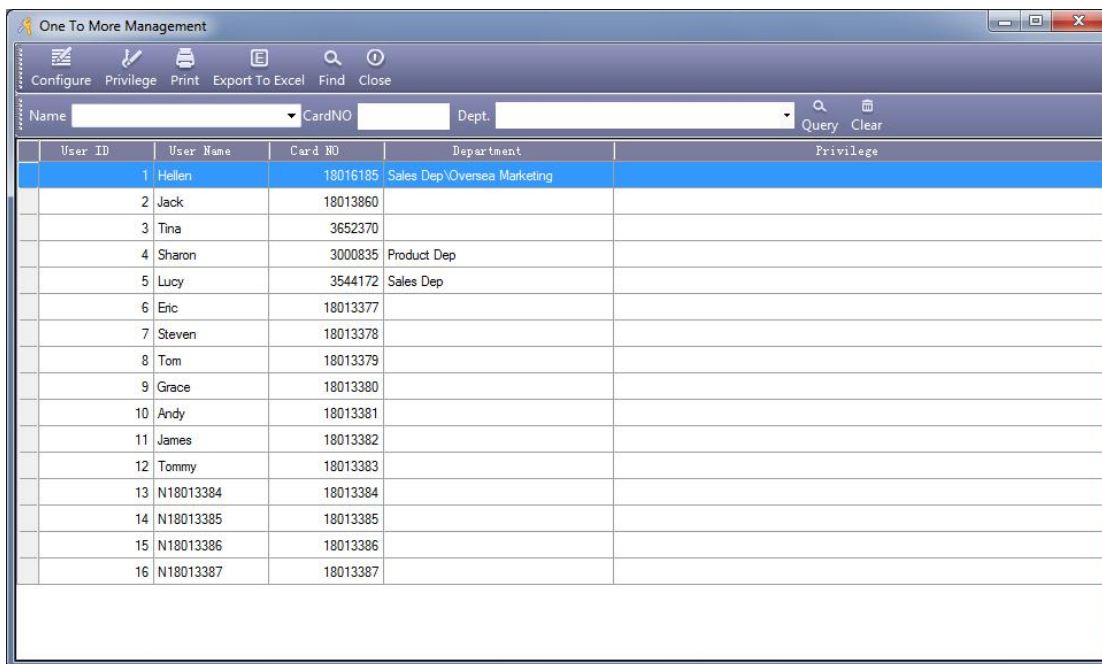 One To More Management
Configure Privilege Print Export To Excel Find Close
Name CardNO Dept. Query Clear
User ID User Name Card NO Department Privilege
1 Hellen 18016185 Sales Dep\Oversea Marketing
2 Jack 18013860
3 Tina 3652370
4 Sharon 3000835 Product Dep
5 Lucy 3544172 Sales Dep
6 Eric 18013377
7 Steven 18013378
8 Tom 18013379
9 Grace 18013380
10 Andy 18013381
11 James 18013382
12 Tommy 18013383
13 N18013384 18013384
14 N18013385 18013385
15 N18013386 18013386
16 N18013387 18013387